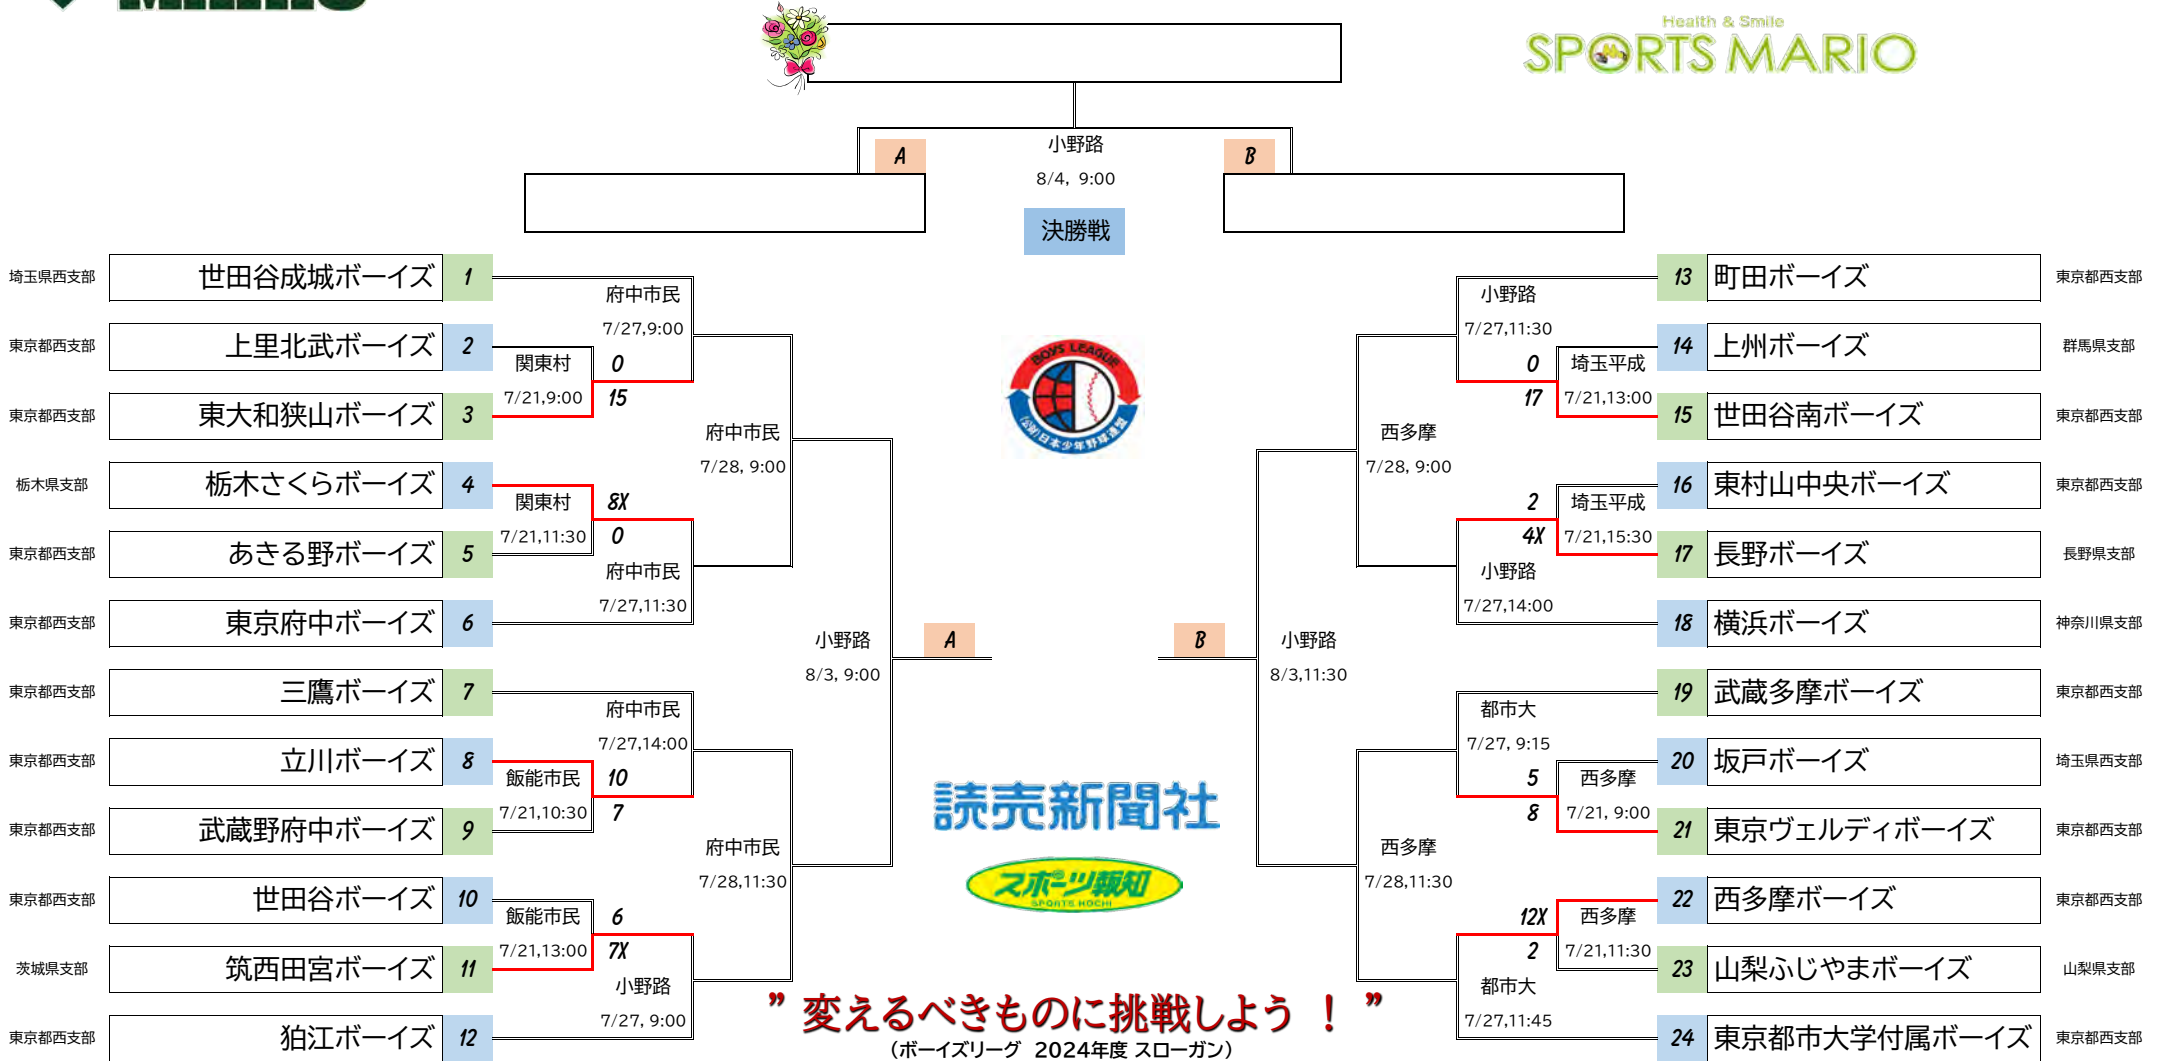 Health & Smile
SPORTS MARIO
小野路
A
B
8/4, 9:00
決勝戦
埼玉県西支部 世田谷成城ボーイズ 1
府中市民
7/27,9:00
東京都西支部 上里北武ボーイズ 2
関東村 0
7/21,9:00 15
東京都西支部 東大和狭山ボーイズ 3
府中市民
7/28, 9:00
栃木県支部 栃木さくらボーイズ 4
関東村 8X
7/21,11:30 0
東京都西支部 あきる野ボーイズ 5
府中市民
7/27,11:30
東京都西支部 東京府中ボーイズ 6
小野路 A
8/3, 9:00
東京都西支部 三鷹ボーイズ 7
府中市民
7/27,14:00
東京都西支部 立川ボーイズ 8
飯能市民 10
7/21,10:30 7
東京都西支部 武蔵野府中ボーイズ 9
府中市民
7/28,11:30
東京都西支部 世田谷ボーイズ 10
飯能市民 6
7/21,13:00 7X
茨城県支部 筑西田宮ボーイズ 11
小野路
7/27, 9:00
東京都西支部 狛江ボーイズ 12
BOYS LEAGUE
(公財)日本少年野球連盟
読売新聞社
スポーツ報知
SPORTS HOCHI
13 町田ボーイズ 東京都西支部
小野路
7/27,11:30
14 上州ボーイズ 群馬県支部
0 埼玉平成
17 7/21,13:00
15 世田谷南ボーイズ 東京都西支部
西多摩
7/28, 9:00
16 東村山中央ボーイズ 東京都西支部
2 埼玉平成
4X 7/21,15:30
17 長野ボーイズ 長野県支部
小野路
7/27,14:00
18 横浜ボーイズ 神奈川県支部
B 小野路
8/3,11:30
19 武蔵多摩ボーイズ 東京都西支部
都市大
7/27, 9:15
20 坂戸ボーイズ 埼玉県西支部
5 西多摩
8 7/21, 9:00
21 東京ヴェルディボーイズ 東京都西支部
西多摩
7/28,11:30
22 西多摩ボーイズ 東京都西支部
12X 西多摩
2 7/21,11:30
23 山梨ふじやまボーイズ 山梨県支部
都市大
7/27,11:45
24 東京都市大学付属ボーイズ 東京都西支部
” 変えるべきものに挑戦しよう ！ ”
（ボーイズリーグ 2024年度 スローガン）